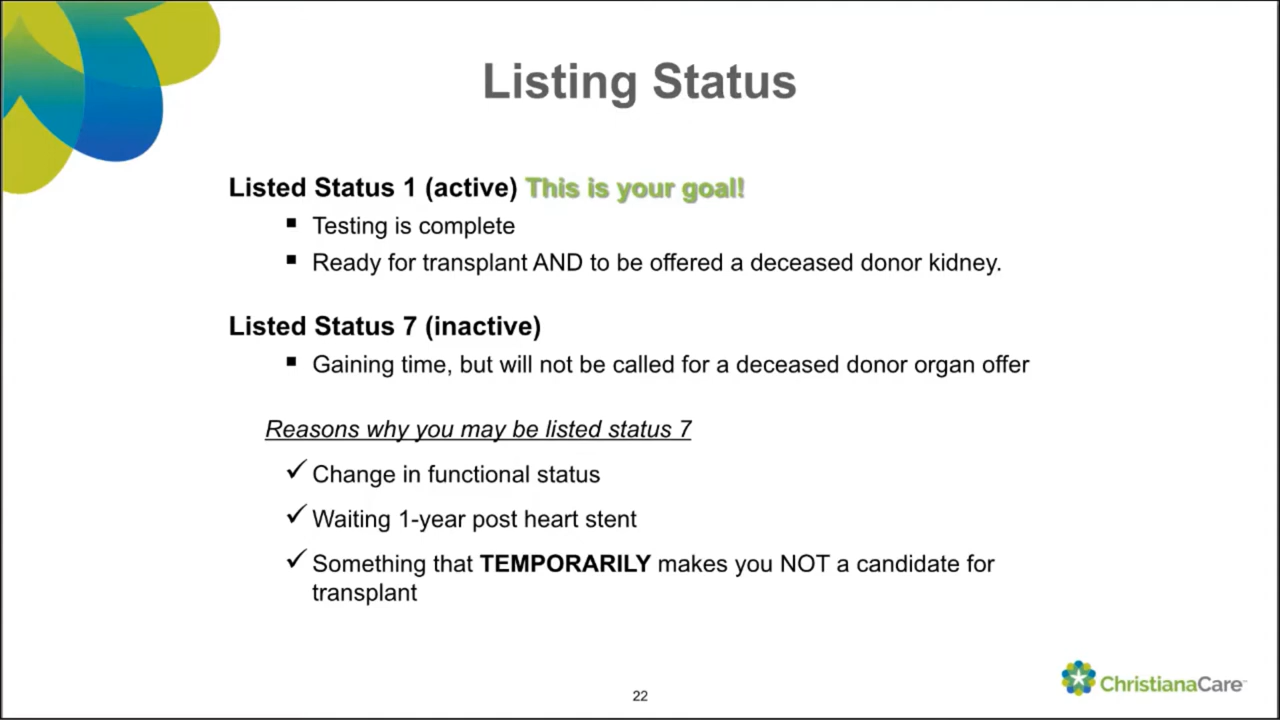 Listing Status
Listed Status 1 (active) This is your goal!
▪ Testing is complete
▪ Ready for transplant AND to be offered a deceased donor kidney.
Listed Status 7 (inactive)
▪ Gaining time, but will not be called for a deceased donor organ offer
Reasons why you may be listed status 7
✓ Change in functional status
✓ Waiting 1-year post heart stent
✓ Something that TEMPORARILY makes you NOT a candidate for
transplant
22
ChristianaCare™